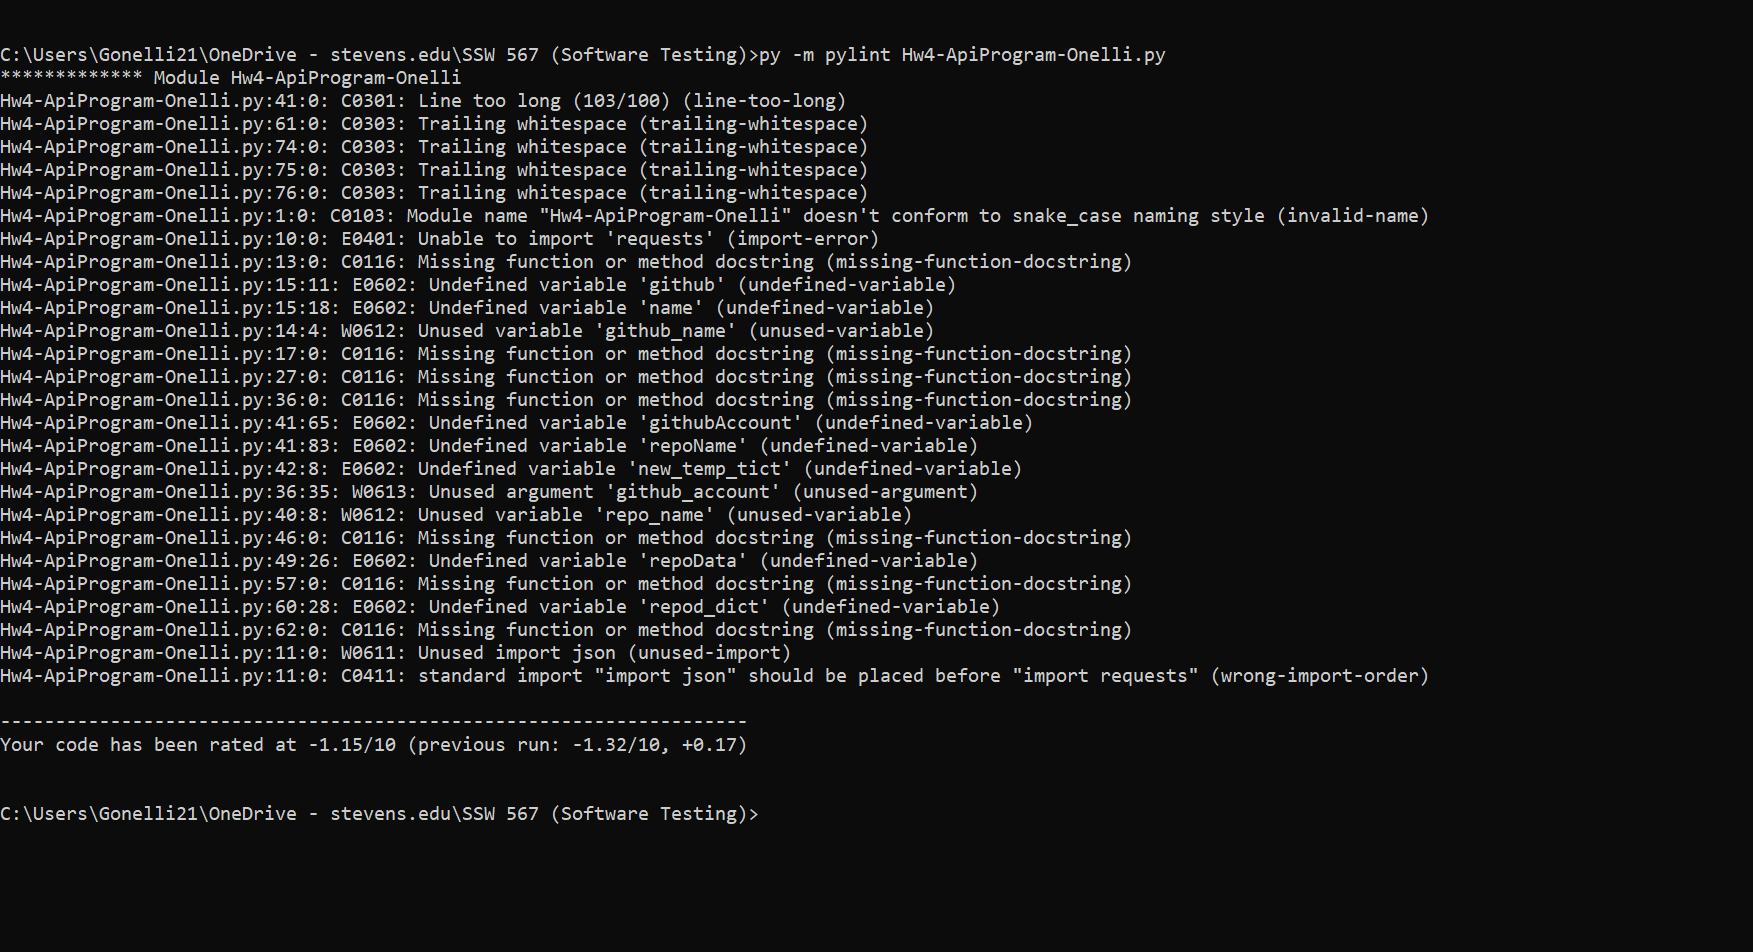 C:\Users\Gonelli21\OneDrive - stevens.edu\SSW 567 (Software Testing)>py -m pylint Hw4-ApiProgram-Onelli.py
************* Module Hw4-ApiProgram-Onelli
Hw4-ApiProgram-Onelli.py:41:0: C0301: Line too long (103/100) (line-too-long)
Hw4-ApiProgram-Onelli.py:61:0: C0303: Trailing whitespace (trailing-whitespace)
Hw4-ApiProgram-Onelli.py:74:0: C0303: Trailing whitespace (trailing-whitespace)
Hw4-ApiProgram-Onelli.py:75:0: C0303: Trailing whitespace (trailing-whitespace)
Hw4-ApiProgram-Onelli.py:76:0: C0303: Trailing whitespace (trailing-whitespace)
Hw4-ApiProgram-Onelli.py:1:0: C0103: Module name "Hw4-ApiProgram-Onelli" doesn't conform to snake_case naming style (invalid-name)
Hw4-ApiProgram-Onelli.py:10:0: E0401: Unable to import 'requests' (import-error)
Hw4-ApiProgram-Onelli.py:13:0: C0116: Missing function or method docstring (missing-function-docstring)
Hw4-ApiProgram-Onelli.py:15:11: E0602: Undefined variable 'github' (undefined-variable)
Hw4-ApiProgram-Onelli.py:15:18: E0602: Undefined variable 'name' (undefined-variable)
Hw4-ApiProgram-Onelli.py:14:4: W0612: Unused variable 'github_name' (unused-variable)
Hw4-ApiProgram-Onelli.py:17:0: C0116: Missing function or method docstring (missing-function-docstring)
Hw4-ApiProgram-Onelli.py:27:0: C0116: Missing function or method docstring (missing-function-docstring)
Hw4-ApiProgram-Onelli.py:36:0: C0116: Missing function or method docstring (missing-function-docstring)
Hw4-ApiProgram-Onelli.py:41:65: E0602: Undefined variable 'githubAccount' (undefined-variable)
Hw4-ApiProgram-Onelli.py:41:83: E0602: Undefined variable 'repoName' (undefined-variable)
Hw4-ApiProgram-Onelli.py:42:8: E0602: Undefined variable 'new_temp_tict' (undefined-variable)
Hw4-ApiProgram-Onelli.py:36:35: W0613: Unused argument 'github_account' (unused-argument)
Hw4-ApiProgram-Onelli.py:40:8: W0612: Unused variable 'repo_name' (unused-variable)
Hw4-ApiProgram-Onelli.py:46:0: C0116: Missing function or method docstring (missing-function-docstring)
Hw4-ApiProgram-Onelli.py:49:26: E0602: Undefined variable 'repoData' (undefined-variable)
Hw4-ApiProgram-Onelli.py:57:0: C0116: Missing function or method docstring (missing-function-docstring)
Hw4-ApiProgram-Onelli.py:60:28: E0602: Undefined variable 'repod_dict' (undefined-variable)
Hw4-ApiProgram-Onelli.py:62:0: C0116: Missing function or method docstring (missing-function-docstring)
Hw4-ApiProgram-Onelli.py:11:0: W0611: Unused import json (unused-import)
Hw4-ApiProgram-Onelli.py:11:0: C0411: standard import "import json" should be placed before "import requests" (wrong-import-order)
--------------------------------------------------------------------
Your code has been rated at -1.15/10 (previous run: -1.32/10, +0.17)
C:\Users\Gonelli21\OneDrive - stevens.edu\SSW 567 (Software Testing)>